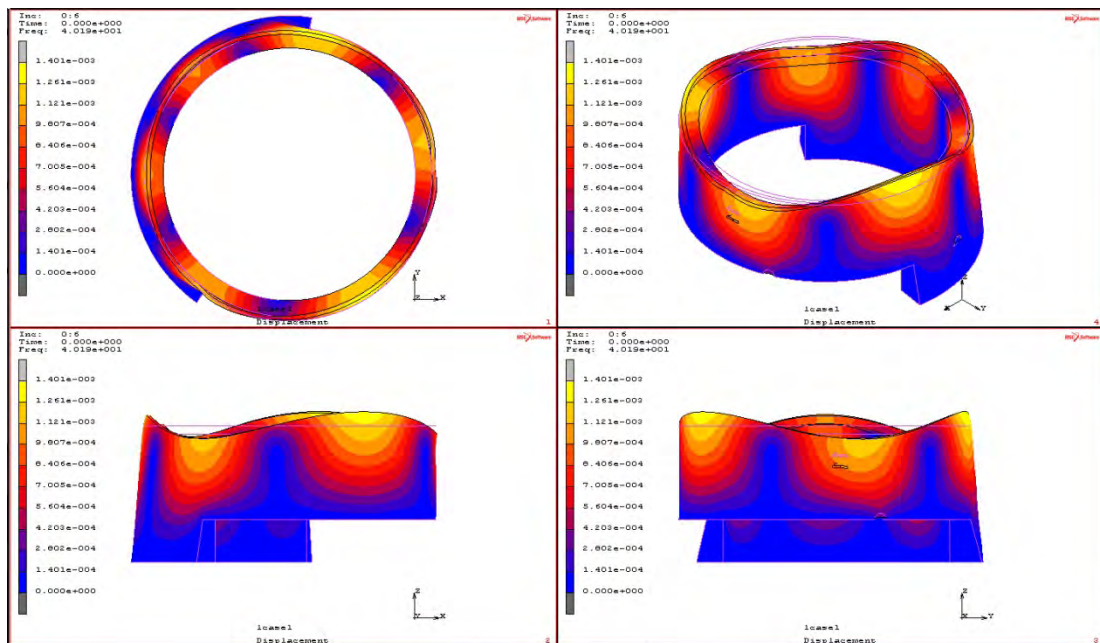 Inc: 0:6
Time: 0.000e+000
Freq: 4.019e+001
MSC Software
1.401e-003
1.261e-003
1.121e-003
9.807e-004
8.406e-004
7.005e-004
5.604e-004
4.203e-004
2.802e-004
1.401e-004
0.000e+000
Y
Z X
lcase1
Displacement
1
Inc: 0:6
Time: 0.000e+000
Freq: 4.019e+001
MSC Software
1.401e-003
1.261e-003
1.121e-003
9.807e-004
8.406e-004
7.005e-004
5.604e-004
4.203e-004
2.802e-004
1.401e-004
0.000e+000
Z
X Y
lcase1
Displacement
4
Inc: 0:6
Time: 0.000e+000
Freq: 4.019e+001
MSC Software
1.401e-003
1.261e-003
1.121e-003
9.807e-004
8.406e-004
7.005e-004
5.604e-004
4.203e-004
2.802e-004
1.401e-004
0.000e+000
Z
Y X
lcase1
Displacement
2
Inc: 0:6
Time: 0.000e+000
Freq: 4.019e+001
MSC Software
1.401e-003
1.261e-003
1.121e-003
9.807e-004
8.406e-004
7.005e-004
5.604e-004
4.203e-004
2.802e-004
1.401e-004
0.000e+000
Z
X Y
lcase1
Displacement
3